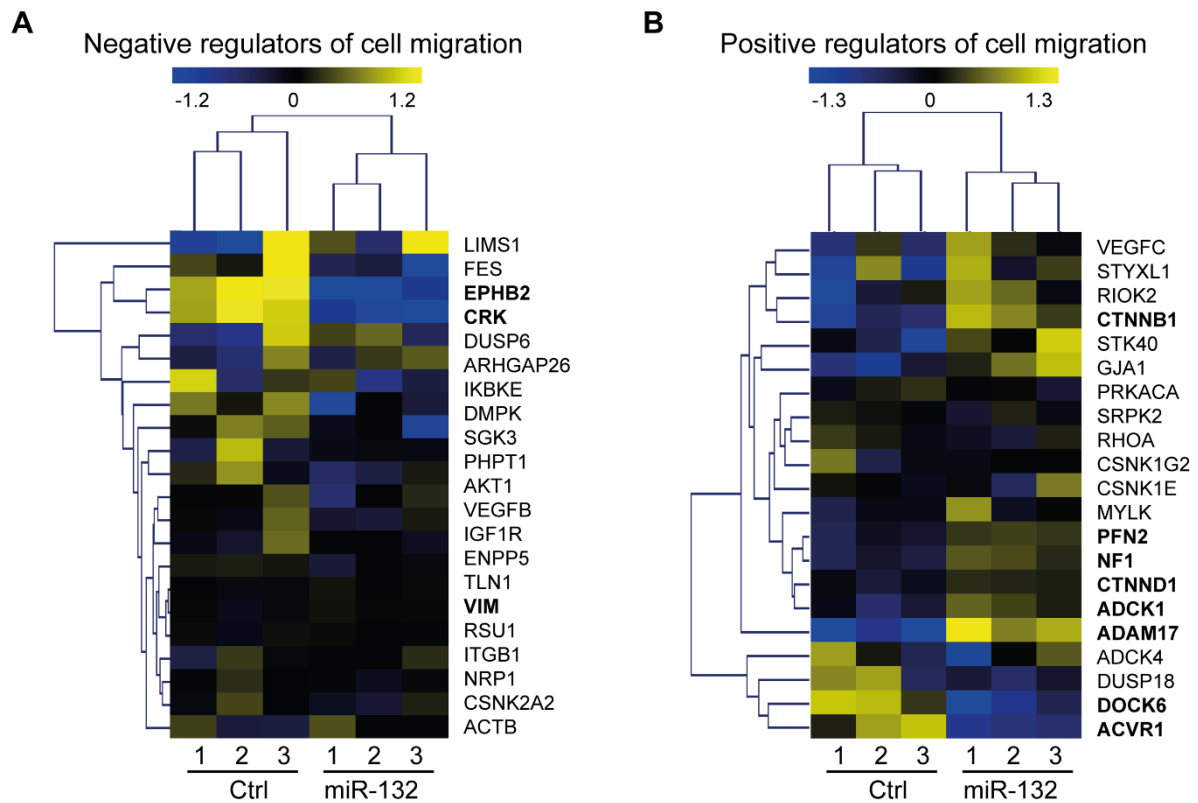 A
Negative regulators of cell migration
-1.2 0 1.2
LIMS1
FES
EPHB2
CRK
DUSP6
ARHGAP26
IKBKE
DMPK
SGK3
PHPT1
AKT1
VEGFB
IGF1R
ENPP5
TLN1
VIM
RSU1
ITGB1
NRP1
CSNK2A2
ACTB
1 2 3 1 2 3
Ctrl miR-132
B
Positive regulators of cell migration
-1.3 0 1.3
VEGFC
STYXL1
RIOK2
CTNNB1
STK40
GJA1
PRKACA
SRPK2
RHOA
CSNK1G2
CSNK1E
MYLK
PFN2
NF1
CTNND1
ADCK1
ADAM17
ADCK4
DUSP18
DOCK6
ACVR1
1 2 3 1 2 3
Ctrl miR-132